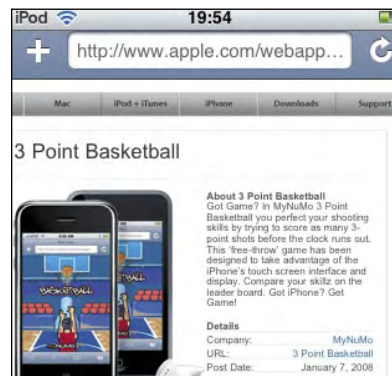 iPod 19:54
http://www.apple.com/webapp...
Mac iPod + iTunes iPhone Downloads Support
3 Point Basketball
About 3 Point Basketball
Got Game? In MyNuMo 3 Point
Basketball you perfect your shooting
skills by trying to score as many 3-
point shots before the clock runs out.
This 'free-throw' game has been
designed to take advantage of the
iPhone's touch screen interface and
display. Compare your skillz on the
leader board. Got iPhone? Get
Game!
Details
Company: MyNuMo
URL: 3 Point Basketball
Post Date: January 7, 2008
BASKETBALL
BASKETBALL